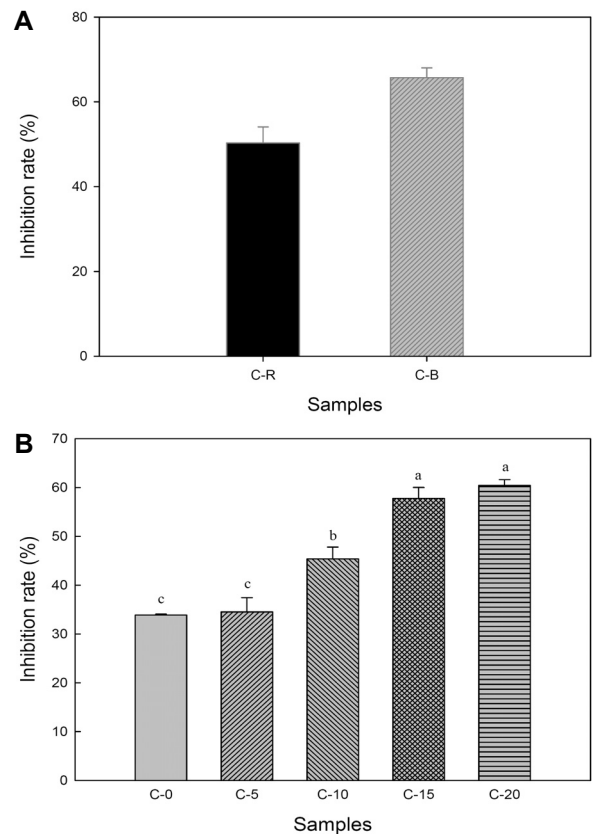 A
80
60
40
20
0
Inhibition rate (%)
C-R C-B
Samples
B
70
60
50
40
30
20
10
0
Inhibition rate (%)
c c b a a
C-0 C-5 C-10 C-15 C-20
Samples